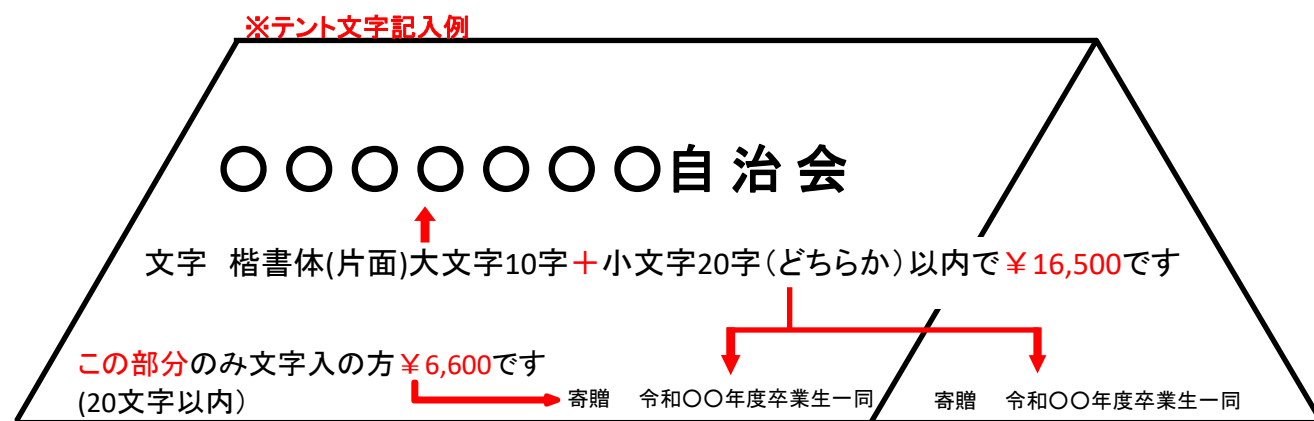 ※テント文字記入例
〇〇〇〇〇〇〇自治会
文字　楷書体(片面)大文字10字＋小文字20字（どちらか）以内で￥16,500です
この部分のみ文字入の方￥6,600です
(20文字以内）
寄贈　令和〇〇年度卒業生一同
寄贈　令和〇〇年度卒業生一同